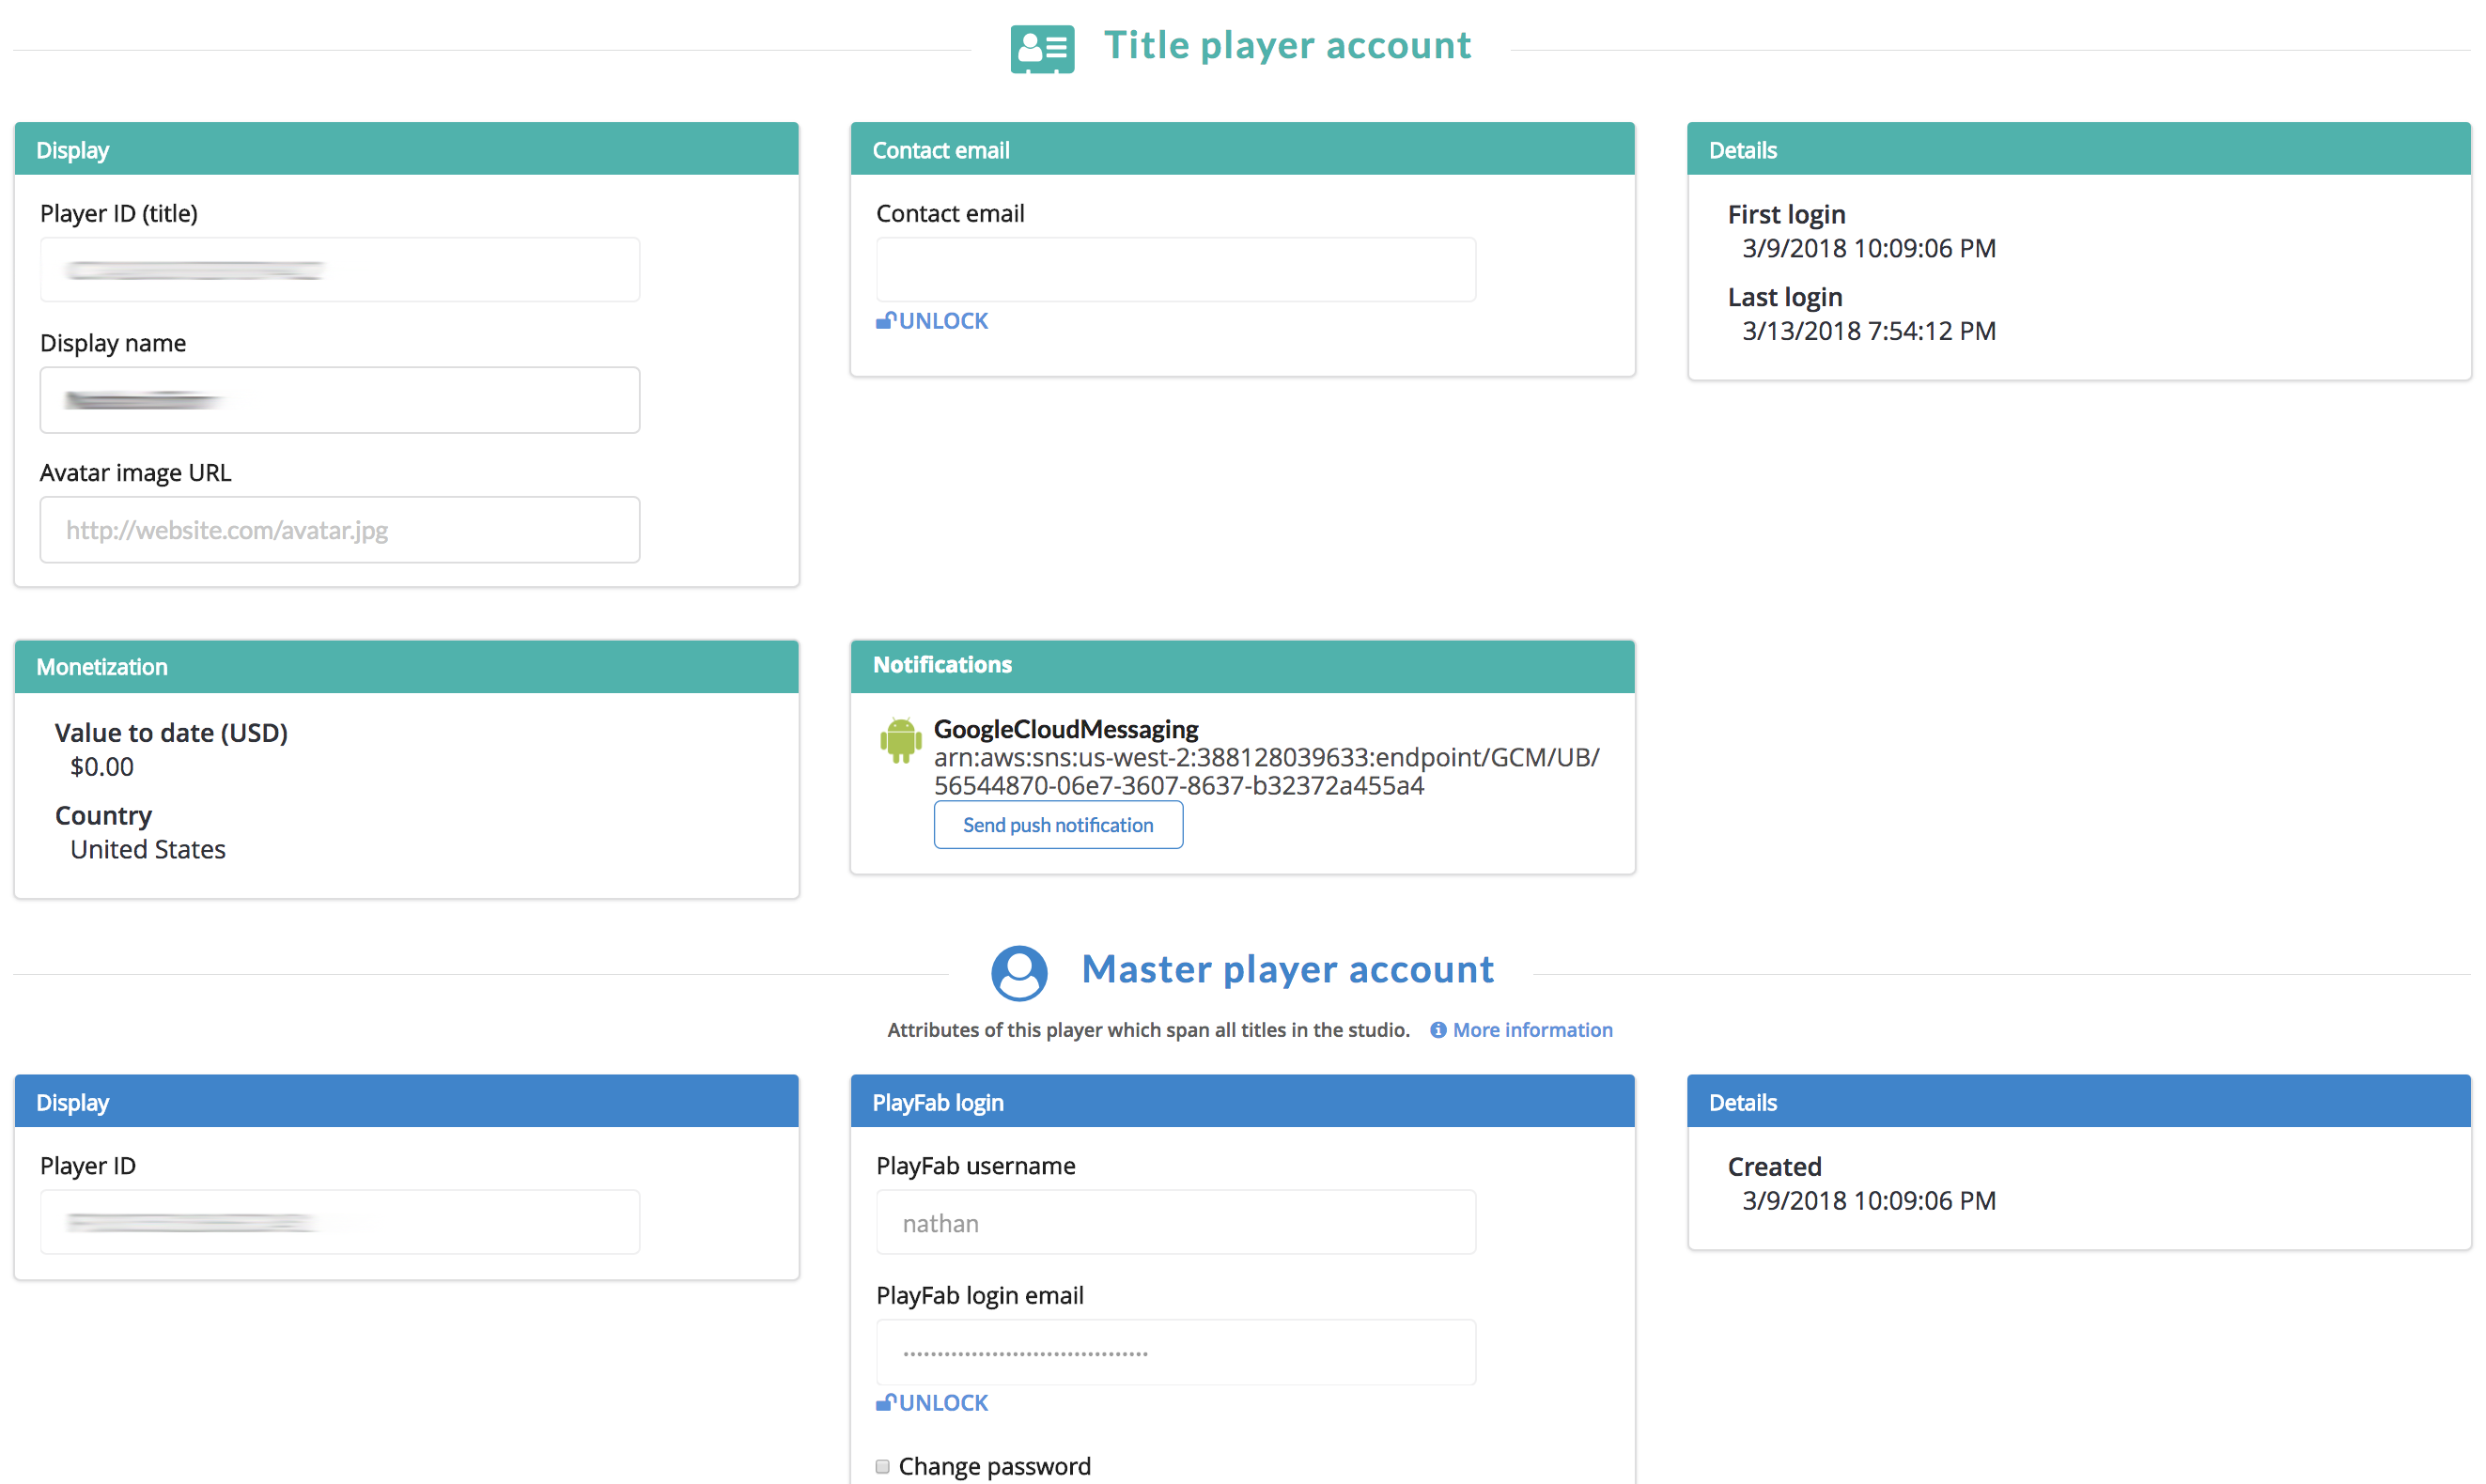 Title player account
Display
Player ID (title)
Display name
Avatar image URL
http://website.com/avatar.jpg
Contact email
Contact email
UNLOCK
Details
First login
3/9/2018 10:09:06 PM
Last login
3/13/2018 7:54:12 PM
Monetization
Value to date (USD)
$0.00
Country
United States
Notifications
GoogleCloudMessaging
arn:aws:sns:us-west-2:388128039633:endpoint/GCM/UB/
56544870-06e7-3607-8637-b32372a455a4
Send push notification
Master player account
Attributes of this player which span all titles in the studio. More information
Display
Player ID
PlayFab login
PlayFab username
nathan
PlayFab login email
UNLOCK
Change password
Details
Created
3/9/2018 10:09:06 PM